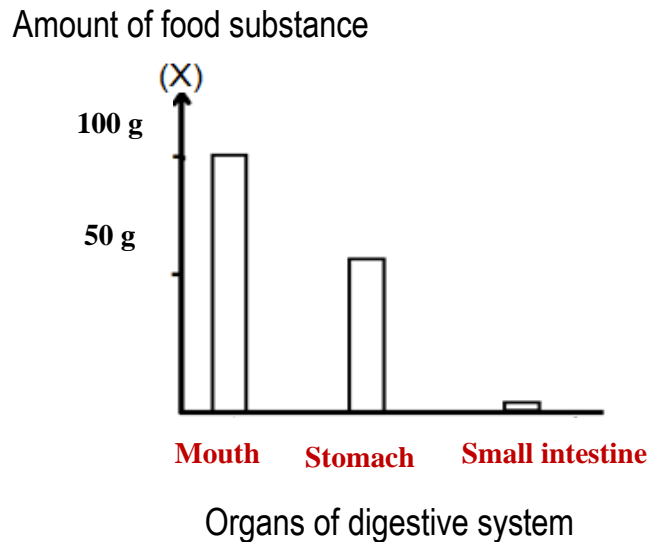 Amount of food substance
(X)
100 g
50 g
Mouth Stomach Small intestine
Organs of digestive system